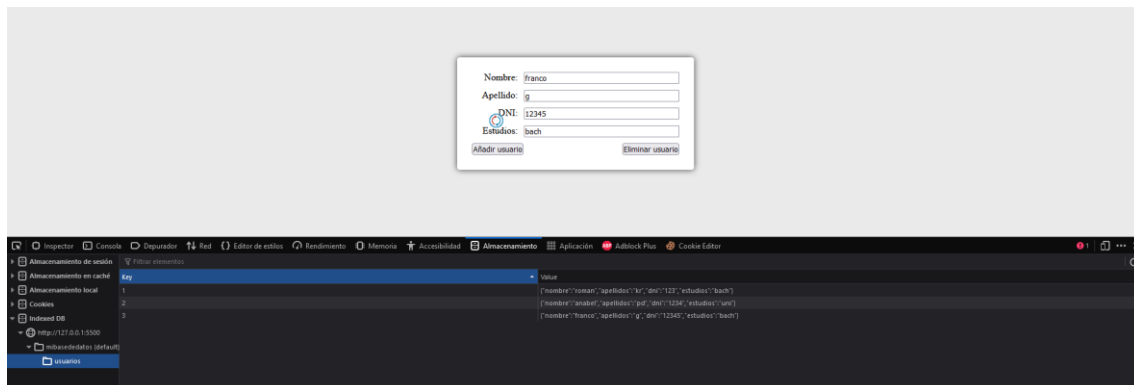 Nombre: franco
Apellido: g
DNI: 12345
Estudios: bach
Añadir usuario Eliminar usuario
Inspector Consola Depurador Red Editor de estilos Rendimiento Memoria Accesibilidad Almacenamiento Aplicación Adblock Plus Cookie Editor 1
Almacenamiento de sesión Filtrar elementos
Almacenamiento en caché Key Value
Almacenamiento local 1 {"nombre":"roman","apellidos":"kr","dni":"123","estudios":"bach"}
Cookies 2 {"nombre":"anabel","apellidos":"pd","dni":"1234","estudios":"uni"}
Indexed DB 3 {"nombre":"franco","apellidos":"g","dni":"12345","estudios":"bach"}
http://127.0.0.1:5500
mibasededatos (default)
usuarios